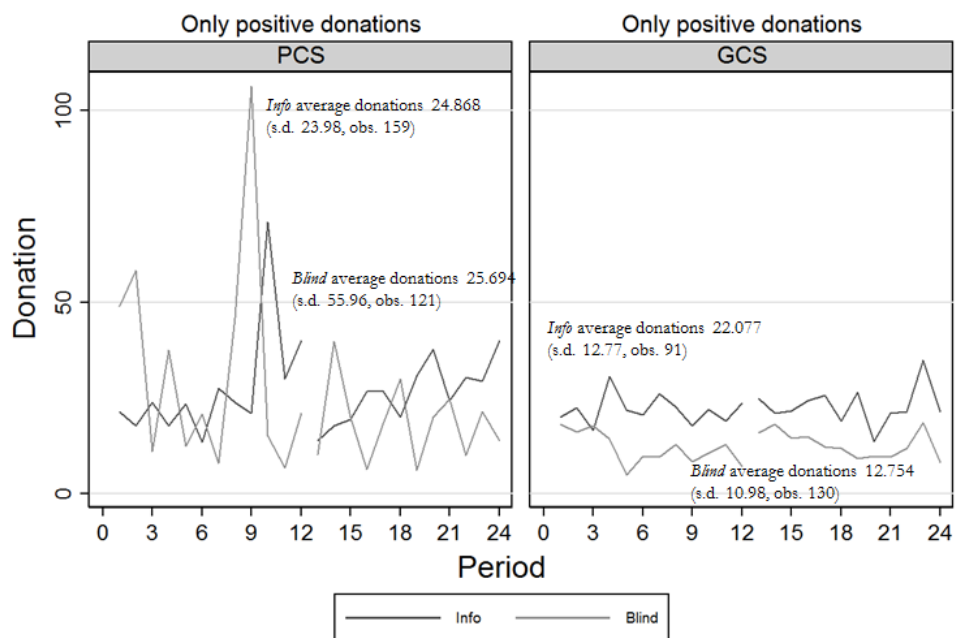 Only positive donations
PCS
Only positive donations
GCS
Donation
100
50
0
Info average donations 24.868
(s.d. 23.98, obs. 159)
Blind average donations 25.694
(s.d. 55.96, obs. 121)
Info average donations 22.077
(s.d. 12.77, obs. 91)
Blind average donations 12.754
(s.d. 10.98, obs. 130)
0 3 6 9 12 15 18 21 24
0 3 6 9 12 15 18 21 24
Period
Info Blind